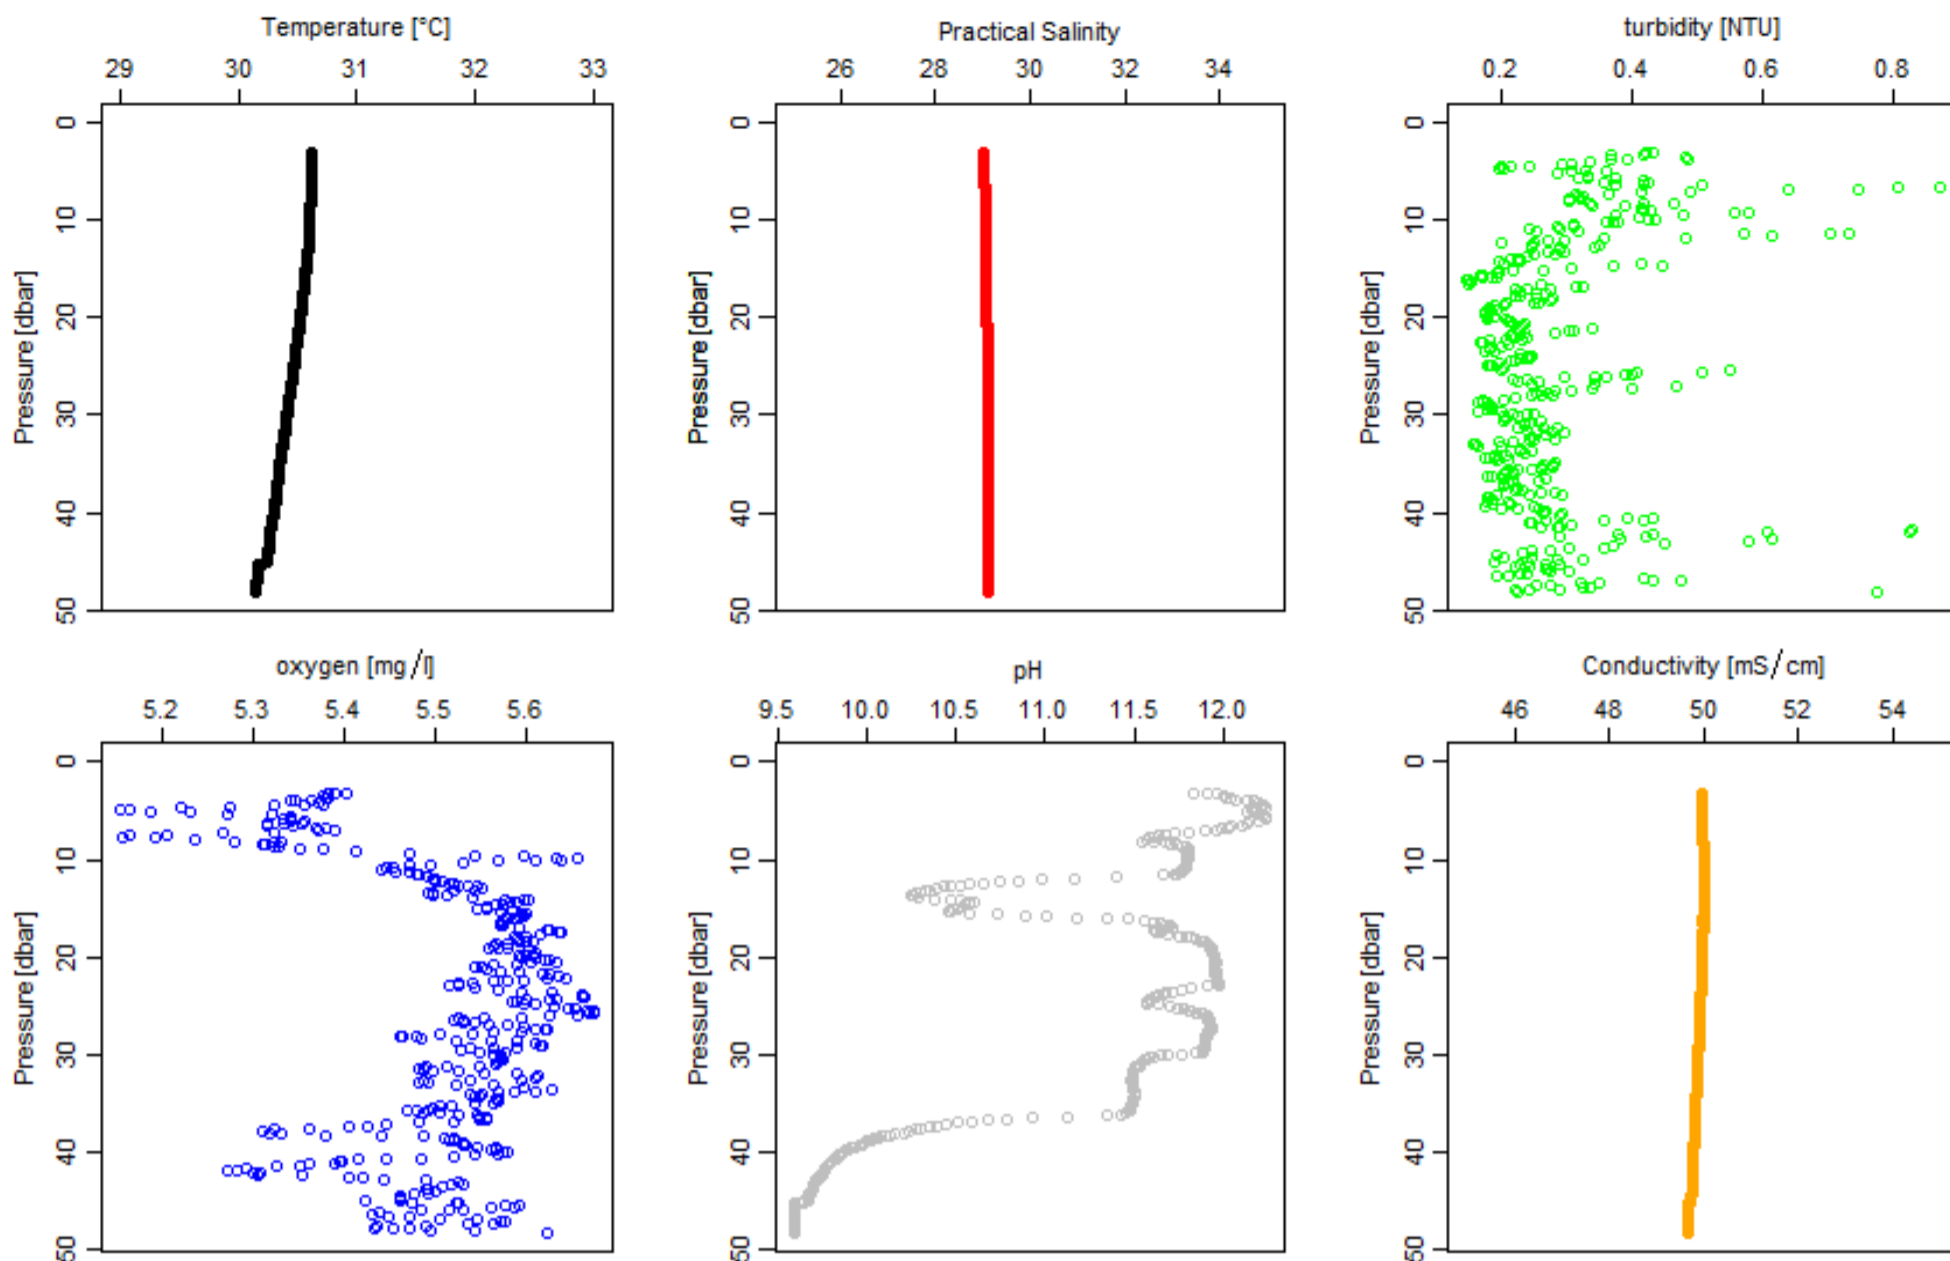 Temperature [°C]
29 30 31 32 33
Pressure [dbar]
0
10
20
30
40
50
Practical Salinity
26 28 30 32 34
Pressure [dbar]
0
10
20
30
40
50
turbidity [NTU]
0.2 0.4 0.6 0.8
Pressure [dbar]
0
10
20
30
40
50
oxygen [mg/l]
5.2 5.3 5.4 5.5 5.6
Pressure [dbar]
0
10
20
30
40
50
pH
9.5 10.0 10.5 11.0 11.5 12.0
Pressure [dbar]
0
10
20
30
40
50
Conductivity [mS/cm]
46 48 50 52 54
Pressure [dbar]
0
10
20
30
40
50